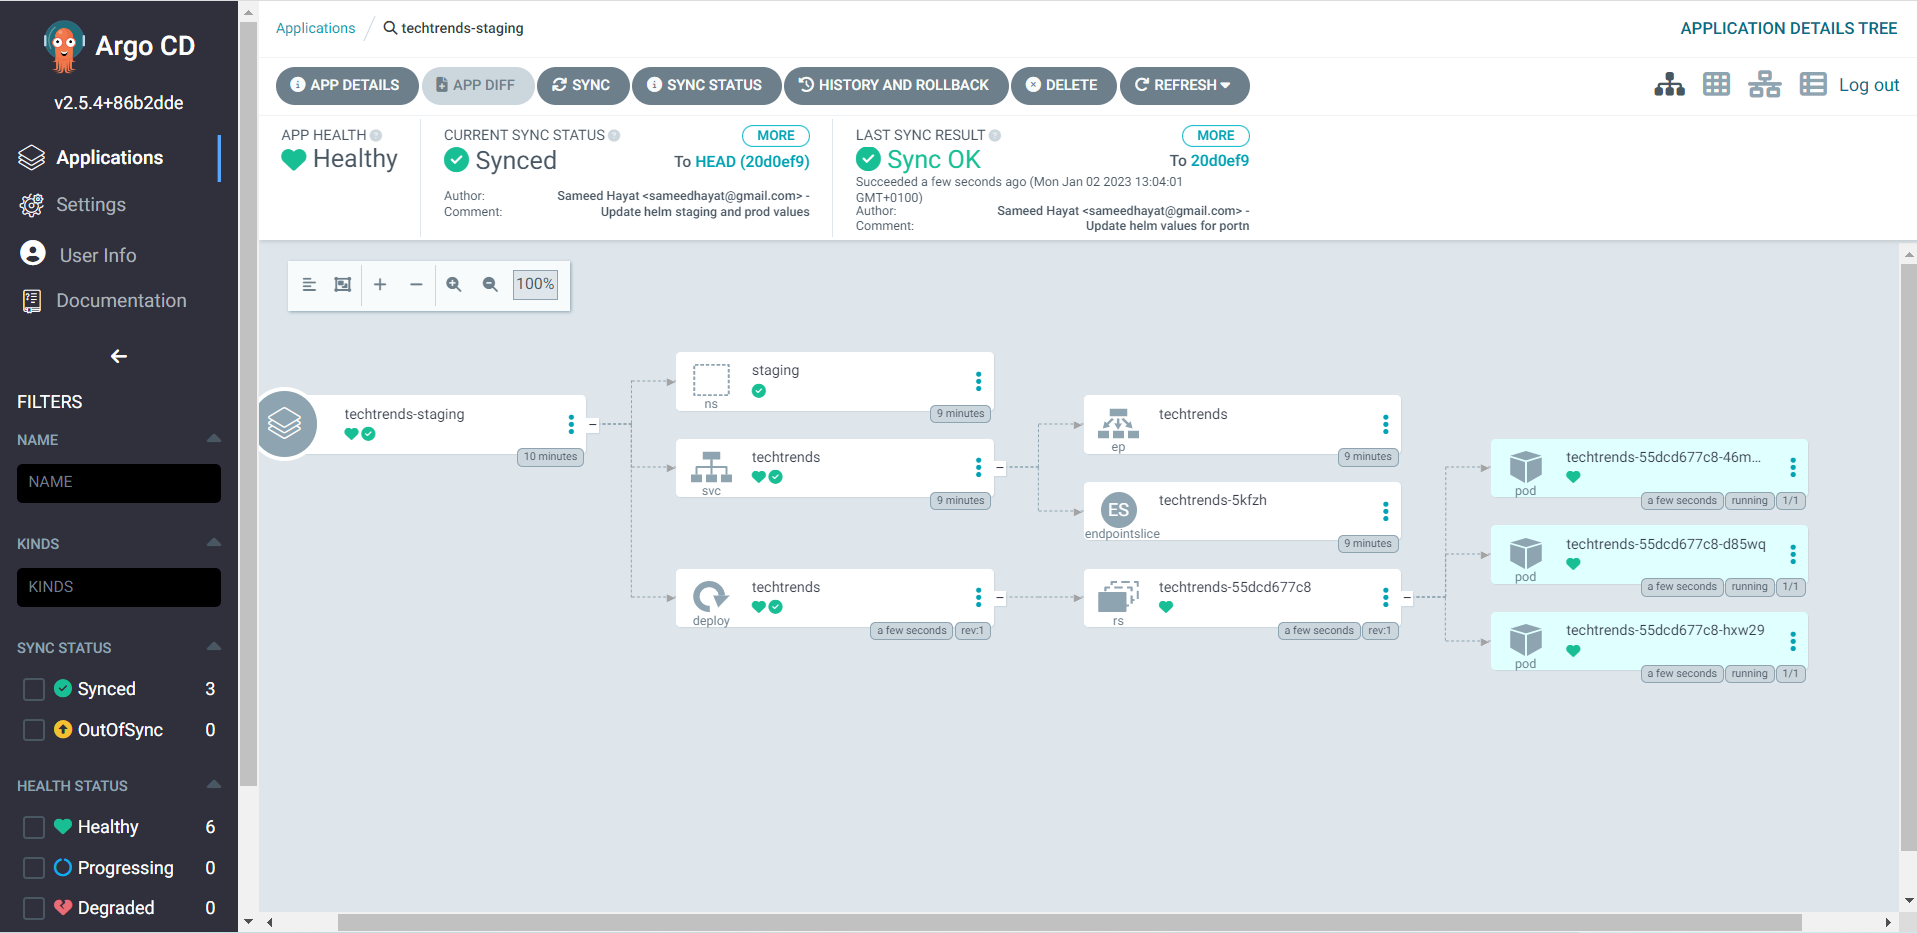 Argo CD
v2.5.4+86b2dde
Applications
Settings
User Info
Documentation
FILTERS
NAME
NAME
KINDS
KINDS
SYNC STATUS
Synced 3
OutOfSync 0
HEALTH STATUS
Healthy 6
Progressing 0
Degraded 0
Applications / techtrends-staging
APPLICATION DETAILS TREE
APP DETAILS APP DIFF SYNC SYNC STATUS HISTORY AND ROLLBACK DELETE REFRESH
Log out
APP HEALTH
Healthy
CURRENT SYNC STATUS MORE
Synced To HEAD (20d0ef9)
Author: Sameed Hayat <sameedhayat@gmail.com> -
Comment: Update helm staging and prod values
LAST SYNC RESULT MORE
Sync OK To 20d0ef9
Succeeded a few seconds ago (Mon Jan 02 2023 13:04:01
GMT+0100)
Author: Sameed Hayat <sameedhayat@gmail.com> -
Comment: Update helm values for portn
100%
techtrends-staging
10 minutes
staging
ns
9 minutes
techtrends
svc
9 minutes
techtrends
deploy
a few seconds rev:1
techtrends
ep
9 minutes
ES
techtrends-5kfzh
endpointslice
9 minutes
techtrends-55dcd677c8
rs
a few seconds rev:1
techtrends-55dcd677c8-46m...
pod
a few seconds running 1/1
techtrends-55dcd677c8-d85wq
pod
a few seconds running 1/1
techtrends-55dcd677c8-hxw29
pod
a few seconds running 1/1